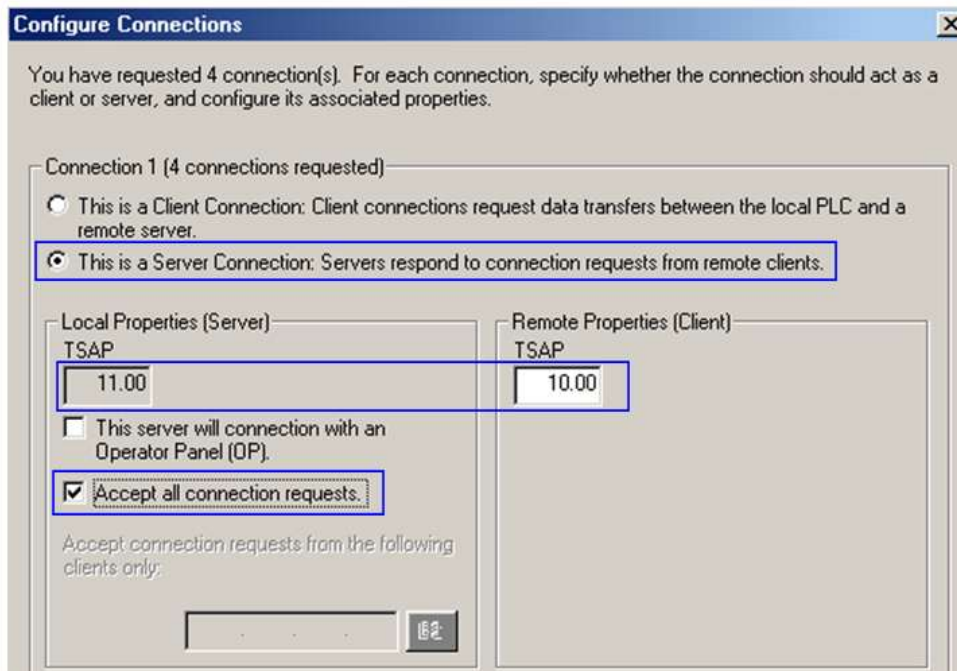 Configure Connections
You have requested 4 connection(s). For each connection, specify whether the connection should act as a
client or server, and configure its associated properties.
Connection 1 (4 connections requested)
This is a Client Connection: Client connections request data transfers between the local PLC and a
remote server.
This is a Server Connection: Servers respond to connection requests from remote clients.
Local Properties (Server)
TSAP
11.00
This server will connection with an
Operator Panel (OP).
Accept all connection requests.
Accept connection requests from the following
clients only:
Remote Properties (Client)
TSAP
10.00